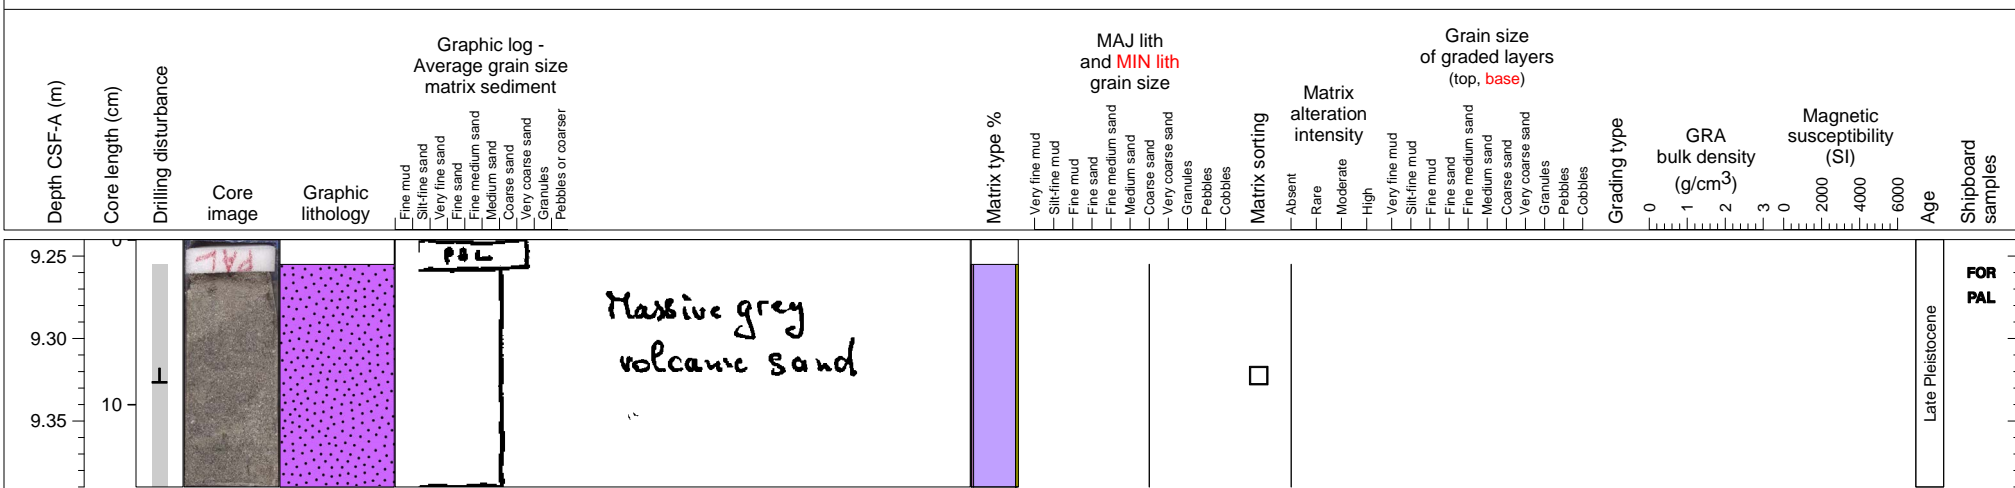 Depth CSF-A (m)
Core length (cm)
Drilling disturbance
Core
image
Graphic
lithology
Graphic log -
Average grain size
matrix sediment
Fine mud
Silt-fine sand
Very fine sand
Fine sand
Fine medium sand
Medium sand
Coarse sand
Very coarse sand
Granules
Pebbles or coarser
Matrix type %
MAJ lith
and MIN lith
grain size
Very fine mud
Silt-fine mud
Fine mud
Fine sand
Fine medium sand
Medium sand
Coarse sand
Very coarse sand
Granules
Pebbles
Cobbles
Matrix sorting
Matrix
alteration
intensity
Absent
Rare
Moderate
High
Grain size
of graded layers
(top, base)
Very fine mud
Silt-fine mud
Fine mud
Fine sand
Fine medium sand
Medium sand
Coarse sand
Very coarse sand
Granules
Pebbles
Cobbles
Grading type
GRA
bulk density
(g/cm3)
0 1 2 3
Magnetic
susceptibility
(SI)
0 2000 4000 6000
Age
Shipboard
samples
9.25
9.30
9.35
0
10
PAL
PAL
Massive grey
volcanic sand
Late Pleistocene
FOR
PAL